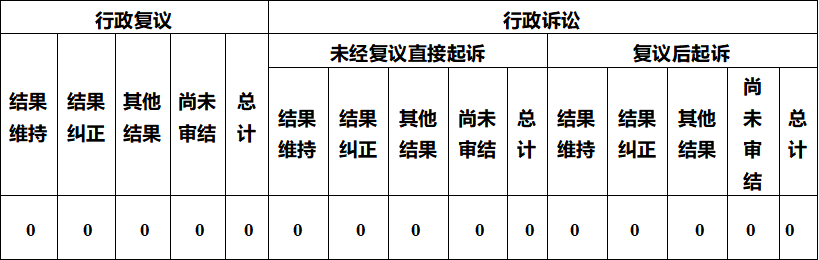 行政复议 行政诉讼
未经复议直接起诉 复议后起诉
结果维持 结果纠正 其他结果 尚未审结 总计 结果维持 结果纠正 其他结果 尚未审结 总计 结果维持 结果纠正 其他结果 尚未审结 总计
0 0 0 0 0 0 0 0 0 0 0 0 0 0 0